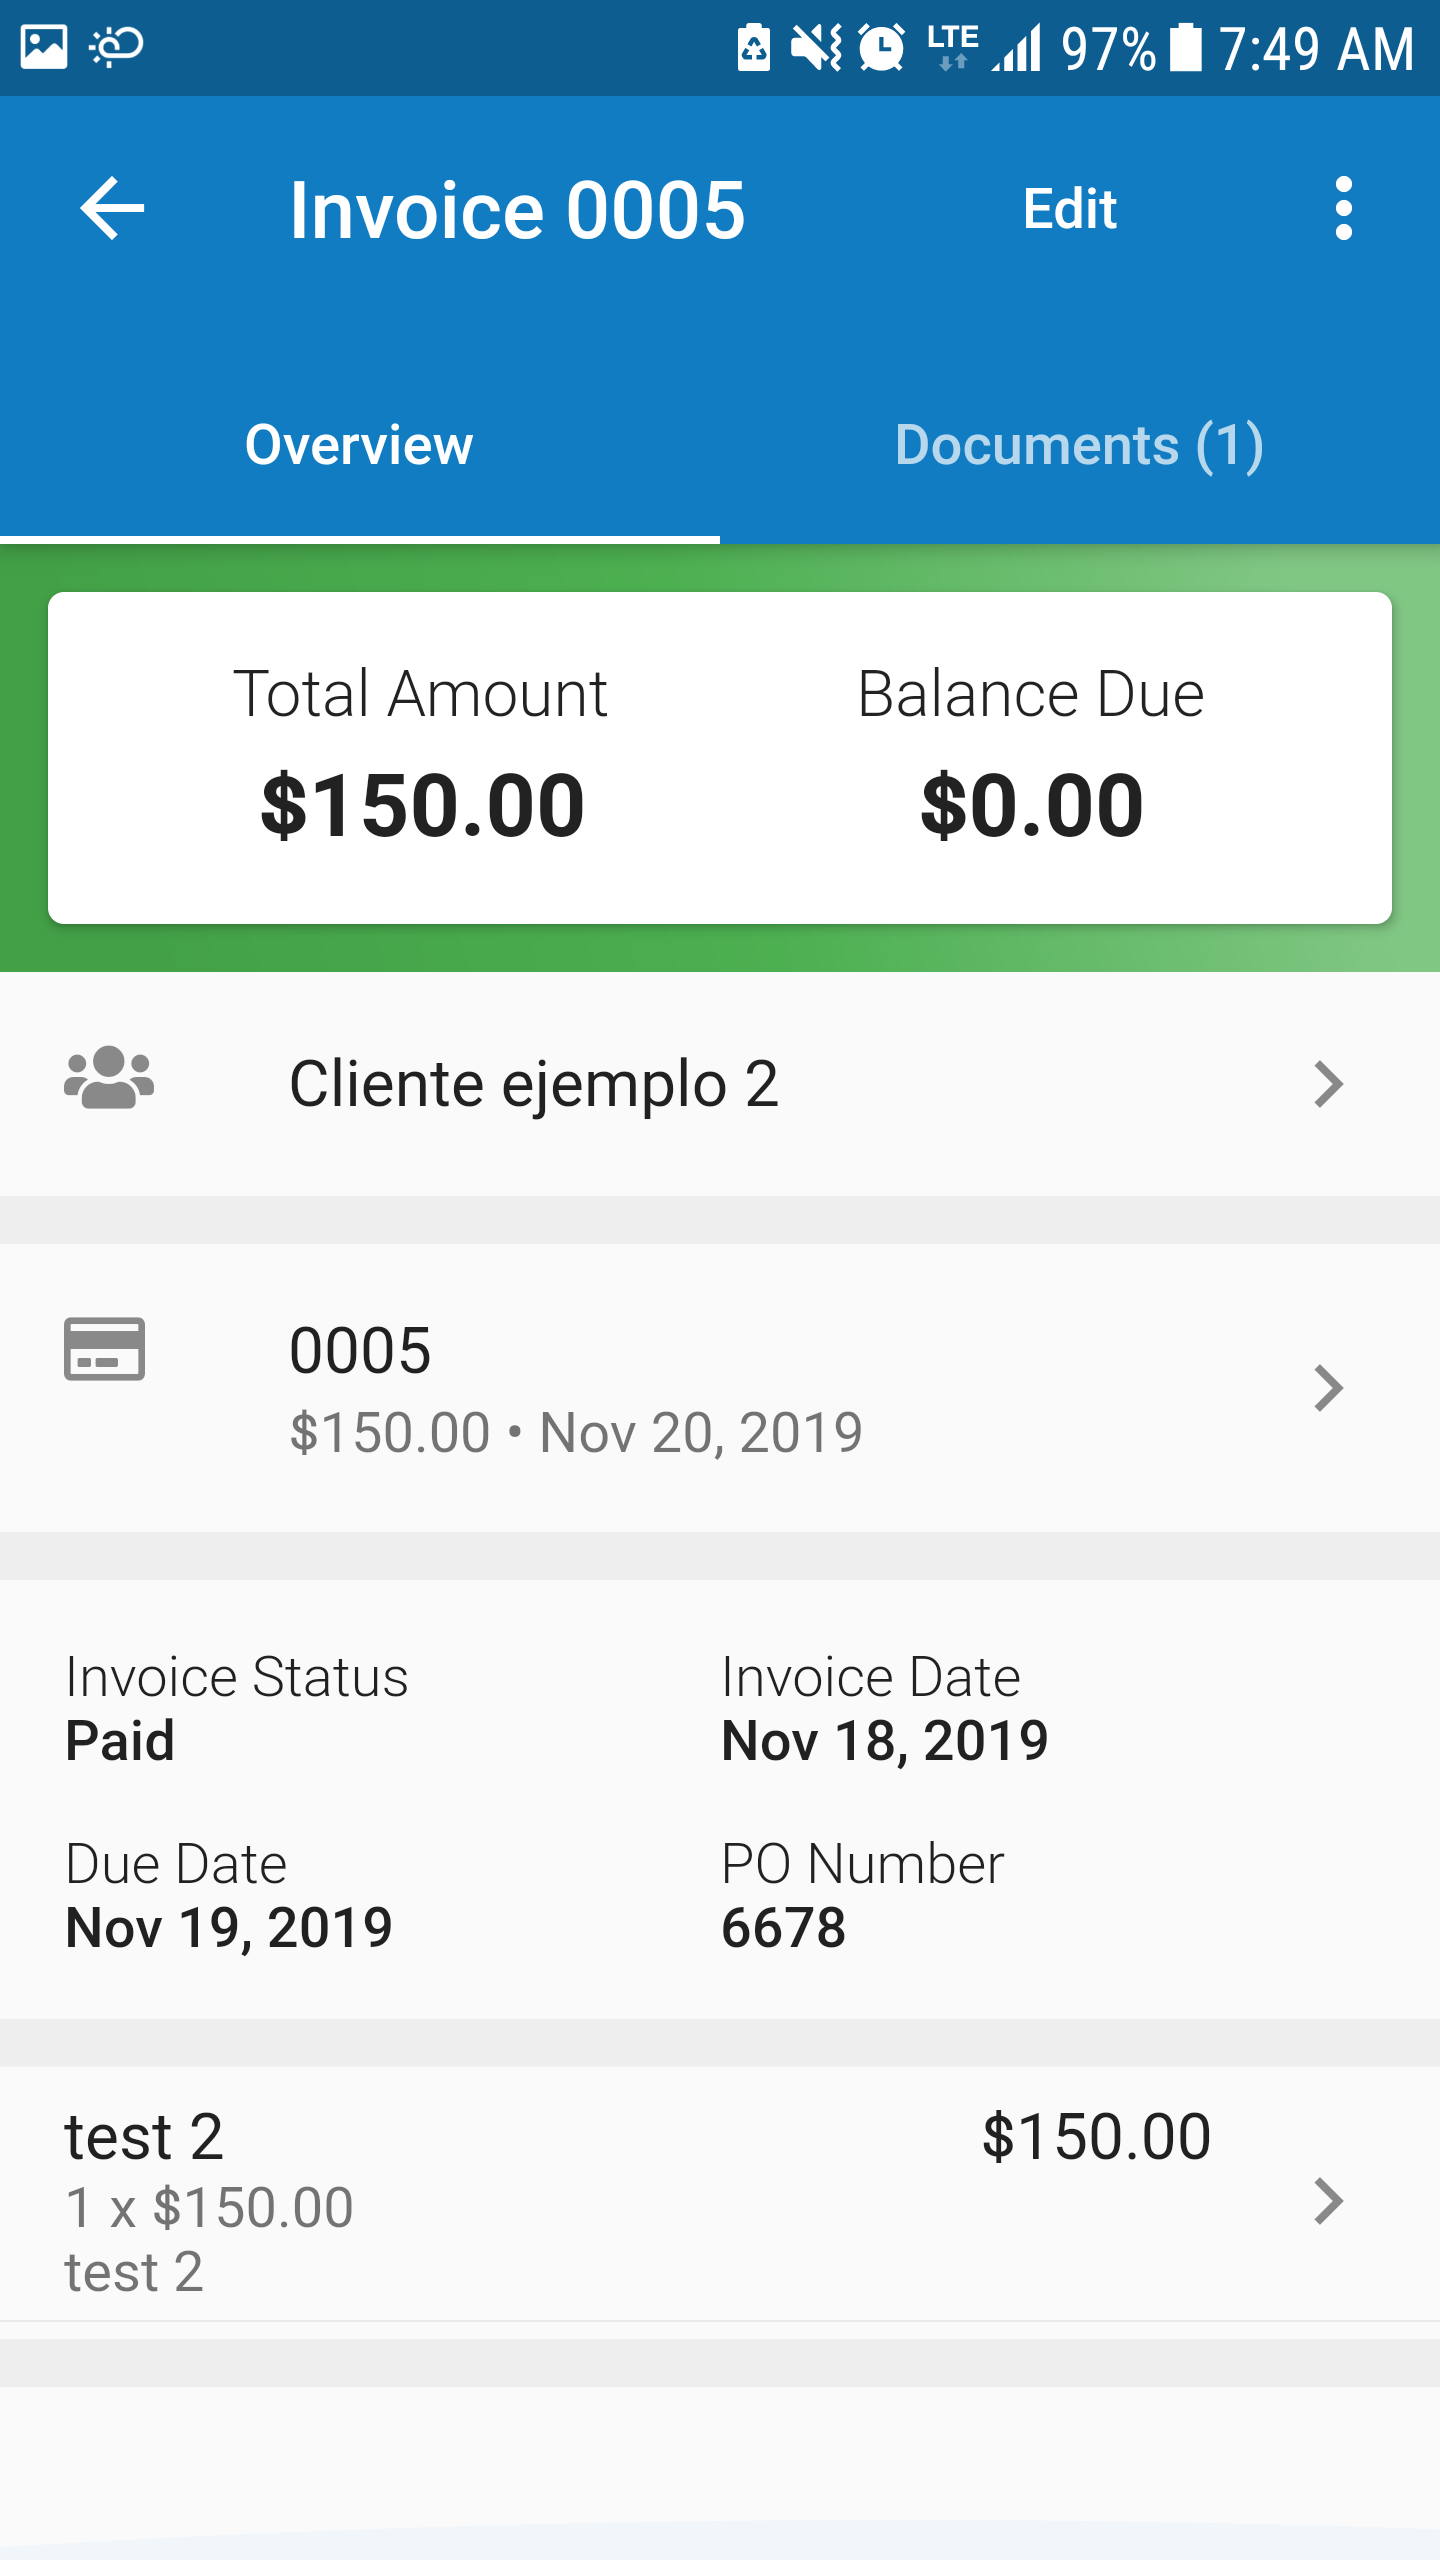 LTE 97% 7:49 AM
Invoice 0005 Edit
Overview Documents (1)
Total Amount Balance Due
$150.00 $0.00
Cliente ejemplo 2
0005
$150.00 • Nov 20, 2019
Invoice Status Invoice Date
Paid Nov 18, 2019
Due Date PO Number
Nov 19, 2019 6678
test 2 $150.00
1 x $150.00
test 2